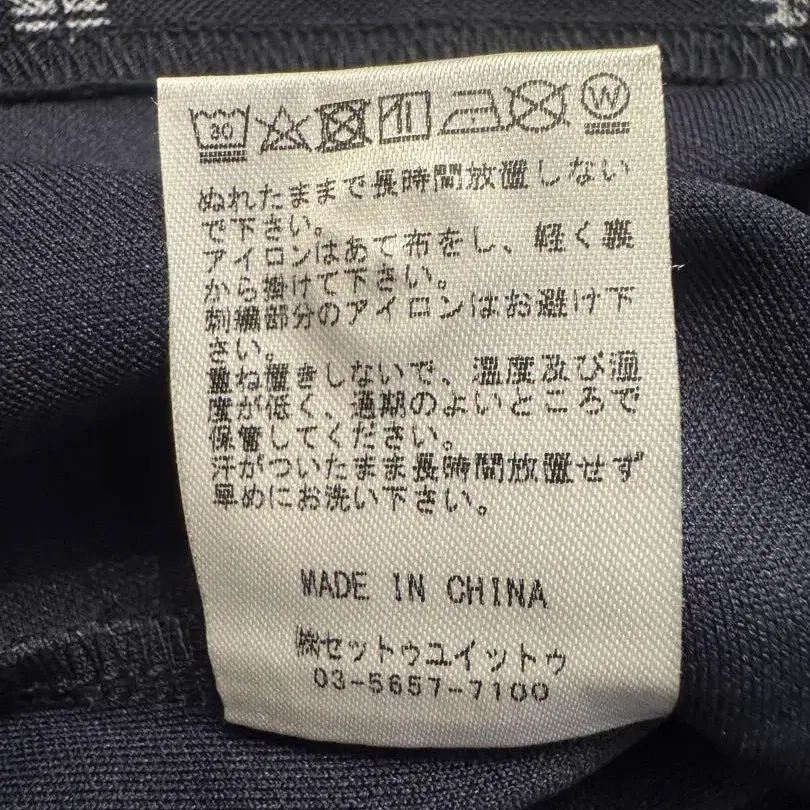 30
W
ぬれたままで長時間放置しない
で下さい。
アイロンはあて布をし、軽く裏
から掛けて下さい。
刺繍部分のアイロンはお避け下
さい。
重ね置きしないで、温度及び湿
度が低く、通期のよいところで
保管してください。
汗がついたまま長時間放置せず
早めにお洗い下さい。
MADE IN CHINA
㈱セットゥユイットゥ
03-5657-7100